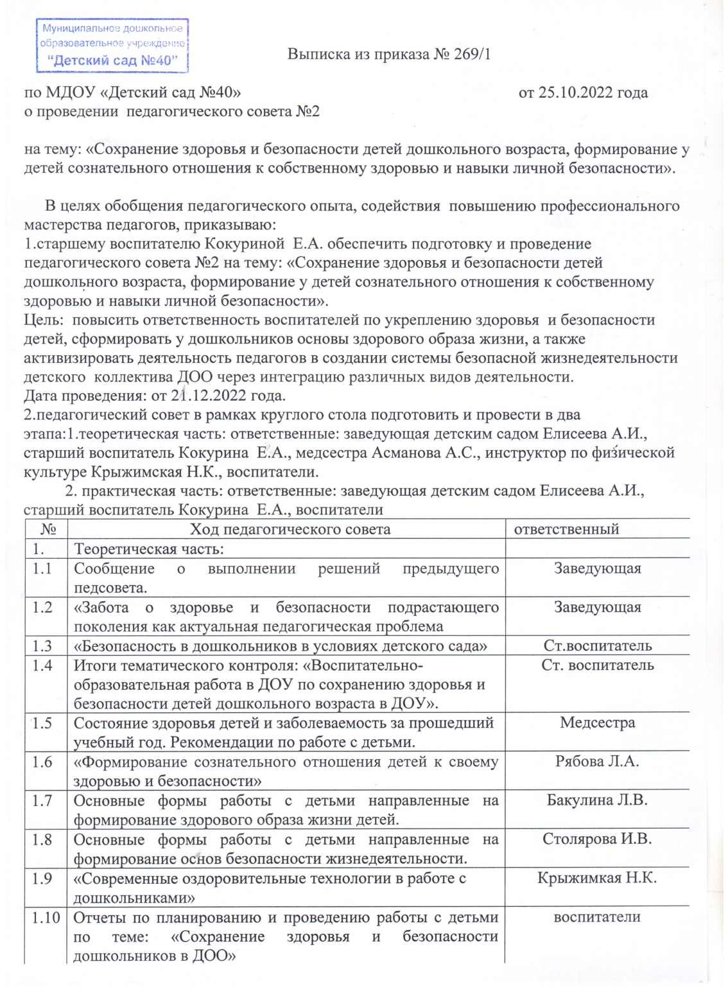 Муниципальное дошкольное
образовательное учреждение
“Детский сад №40”
Выписка из приказа № 269/1
по МДОУ «Детский сад №40» от 25.10.2022 года
о проведении педагогического совета №2
на тему: «Сохранение здоровья и безопасности детей дошкольного возраста, формирование у
детей сознательного отношения к собственному здоровью и навыки личной безопасности».
В целях обобщения педагогического опыта, содействия повышению профессионального
мастерства педагогов, приказываю:
1.старшему воспитателю Кокуриной Е.А. обеспечить подготовку и проведение
педагогического совета №2 на тему: «Сохранение здоровья и безопасности детей
дошкольного возраста, формирование у детей сознательного отношения к собственному
здоровью и навыки личной безопасности».
Цель: повысить ответственность воспитателей по укреплению здоровья и безопасности
детей, сформировать у дошкольников основы здорового образа жизни, а также
активизировать деятельность педагогов в создании системы безопасной жизнедеятельности
детского коллектива ДОО через интеграцию различных видов деятельности.
Дата проведения: от 21.12.2022 года.
2.педагогический совет в рамках круглого стола подготовить и провести в два
этапа:1.теоретическая часть: ответственные: заведующая детским садом Елисеева А.И.,
старший воспитатель Кокурина Е.А., медсестра Асманова А.С., инструктор по физической
культуре Крыжимская Н.К., воспитатели.
2. практическая часть: ответственные: заведующая детским садом Елисеева А.И.,
старший воспитатель Кокурина Е.А., воспитатели
№ Ход педагогического совета ответственный
1. Теоретическая часть:
1.1 Сообщение о выполнении решений предыдущего Заведующая
педсовета.
1.2 «Забота о здоровье и безопасности подрастающего Заведующая
поколения как актуальная педагогическая проблема
1.3 «Безопасность в дошкольников в условиях детского сада» Ст.воспитатель
1.4 Итоги тематического контроля: «Воспитательно- Ст. воспитатель
образовательная работа в ДОУ по сохранению здоровья и
безопасности детей дошкольного возраста в ДОУ».
1.5 Состояние здоровья детей и заболеваемость за прошедший Медсестра
учебный год. Рекомендации по работе с детьми.
1.6 «Формирование сознательного отношения детей к своему Рябова Л.А.
здоровью и безопасности»
1.7 Основные формы работы с детьми направленные на Бакулина Л.В.
формирование здорового образа жизни детей.
1.8 Основные формы работы с детьми направленные на Столярова И.В.
формирование основ безопасности жизнедеятельности.
1.9 «Современные оздоровительные технологии в работе с Крыжимкая Н.К.
дошкольниками»
1.10 Отчеты по планированию и проведению работы с детьми воспитатели
по теме: «Сохранение здоровья и безопасности
дошкольников в ДОО»